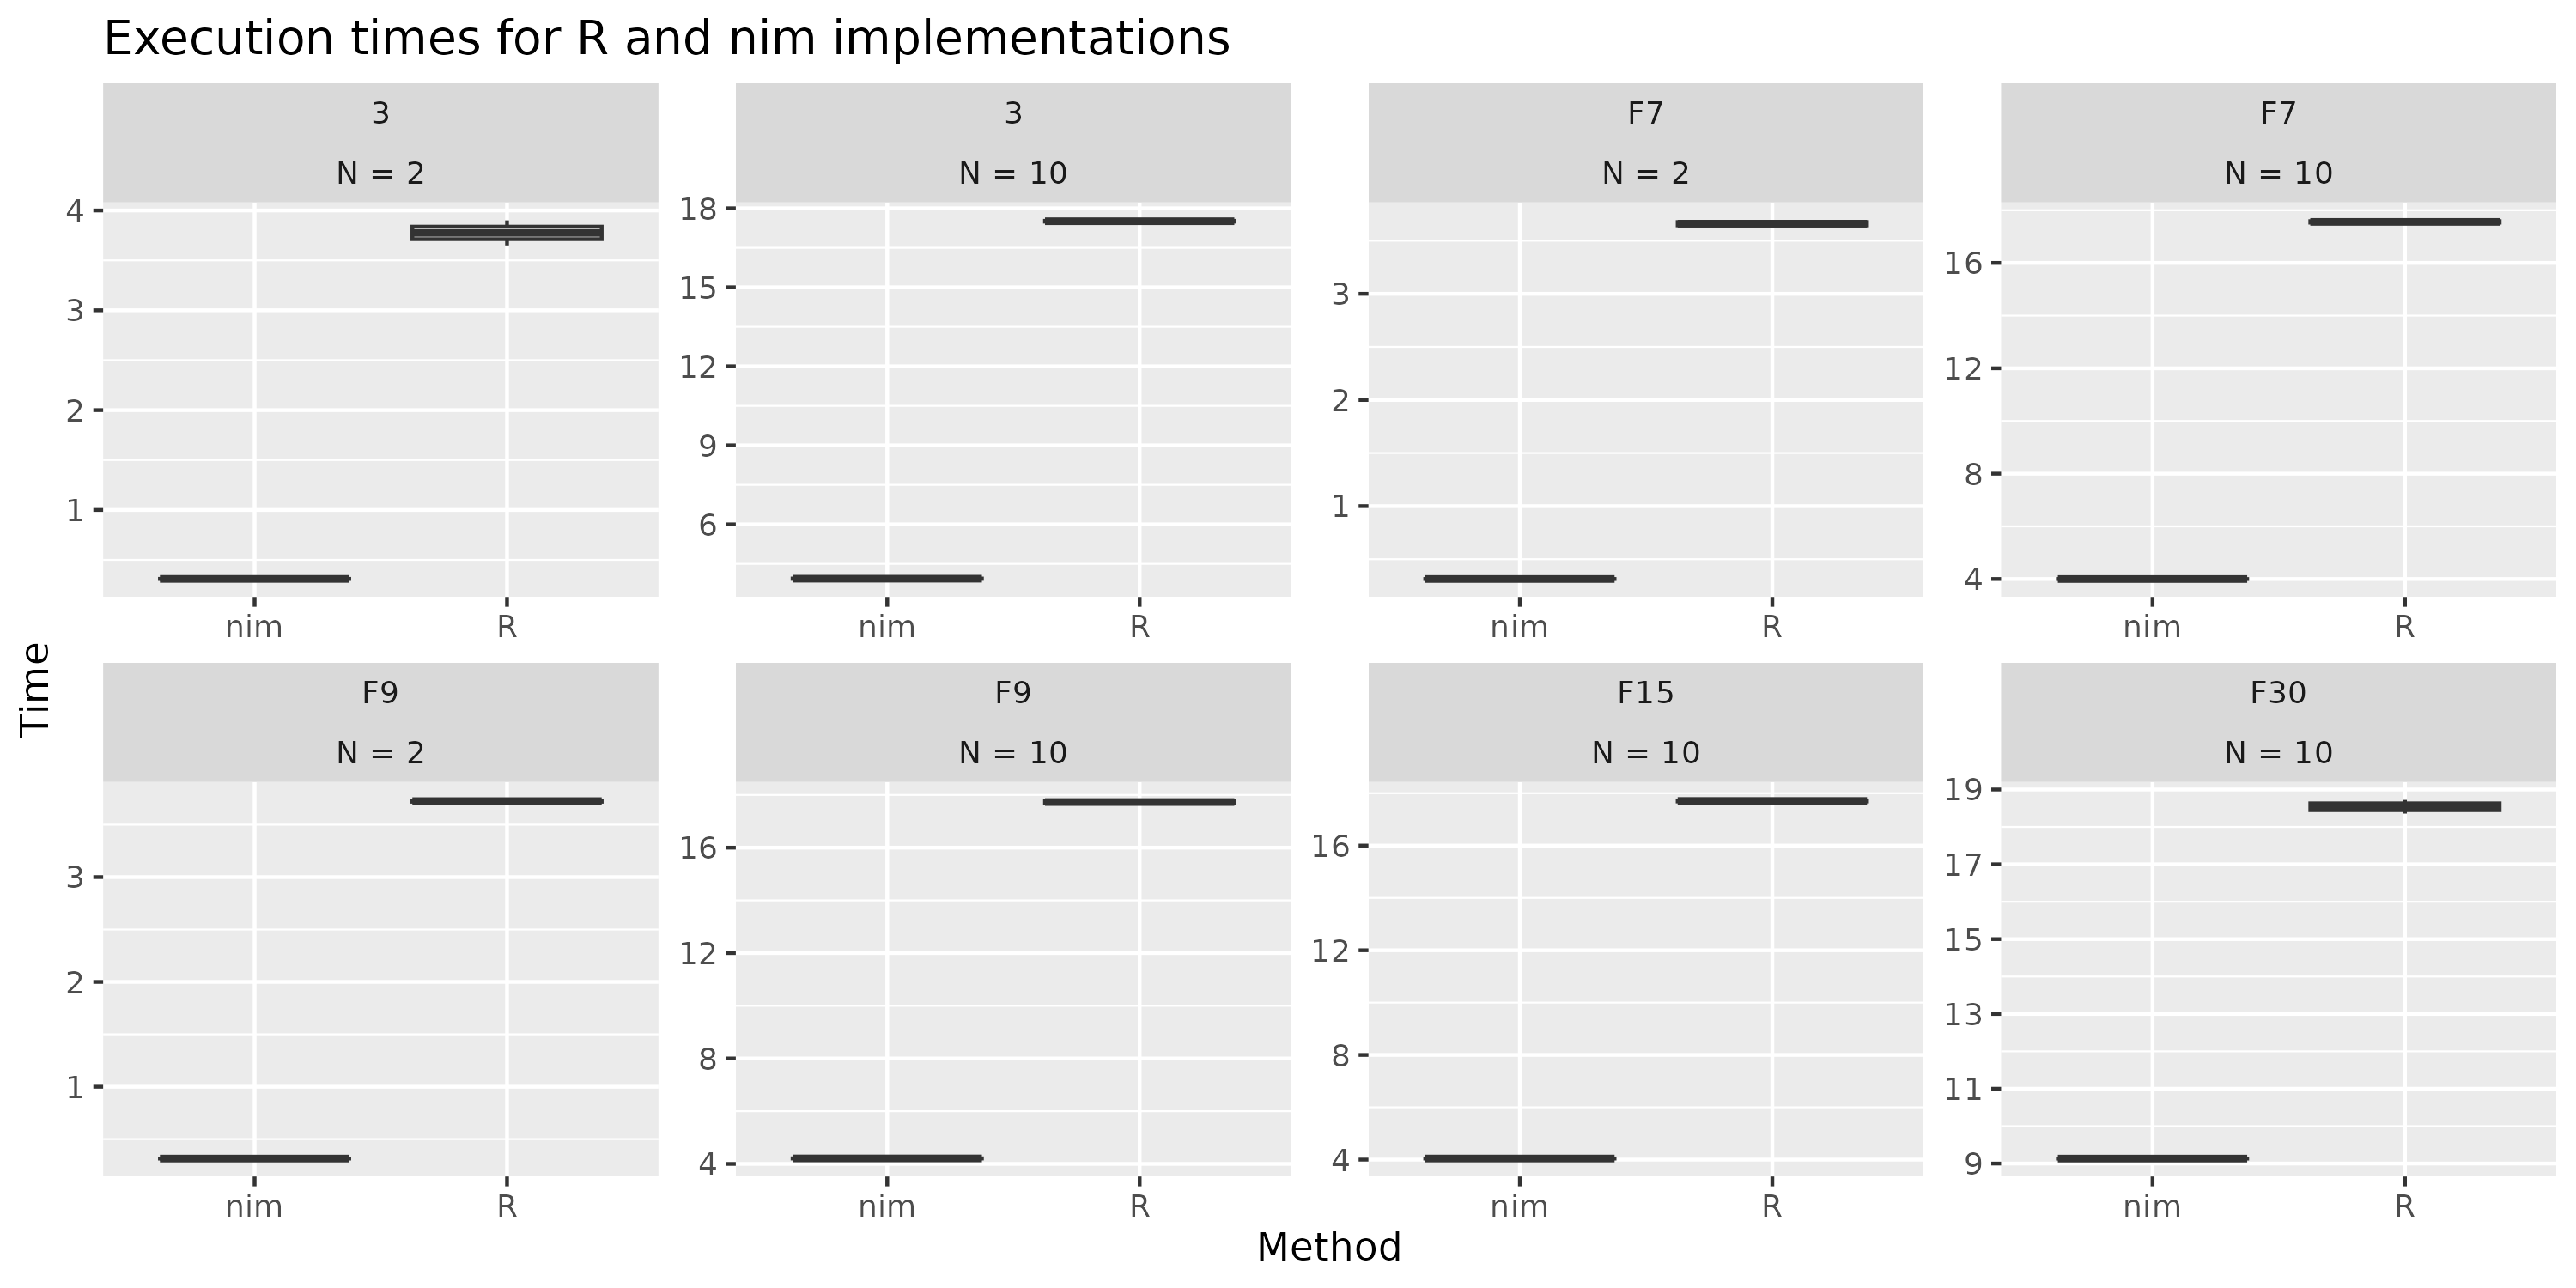 Execution times for R and nim implementations
3
N = 2
4
3
2
1
nim R
3
N = 10
18
15
12
9
6
nim R
F7
N = 2
3
2
1
nim R
F7
N = 10
16
12
8
4
nim R
Time
F9
N = 2
3
2
1
nim R
F9
N = 10
16
12
8
4
nim R
F15
N = 10
16
12
8
4
nim R
F30
N = 10
19
17
15
13
11
9
nim R
Method